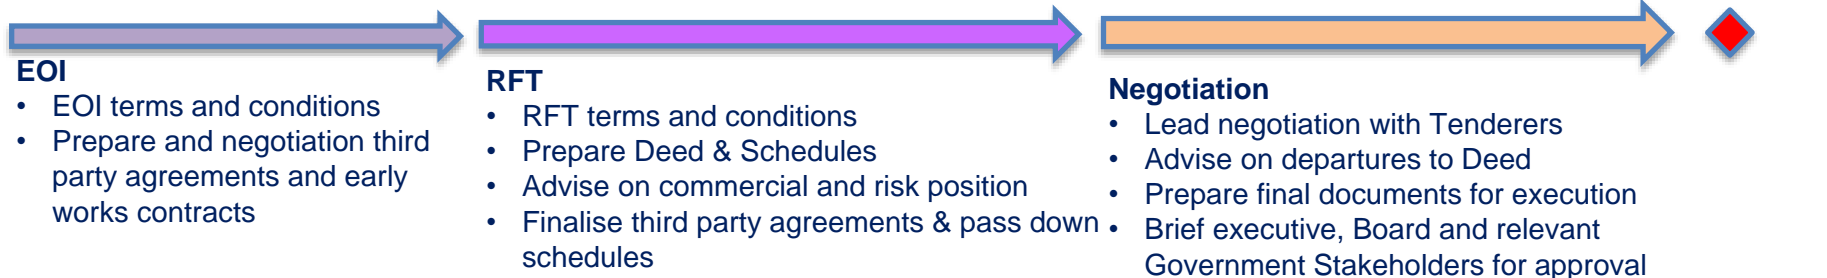 EOI
• EOI terms and conditions
• Prepare and negotiation third
party agreements and early
works contracts
RFT
• RFT terms and conditions
• Prepare Deed & Schedules
• Advise on commercial and risk position
• Finalise third party agreements & pass down
schedules
Negotiation
• Lead negotiation with Tenderers
• Advise on departures to Deed
• Prepare final documents for execution
• Brief executive, Board and relevant
Government Stakeholders for approval